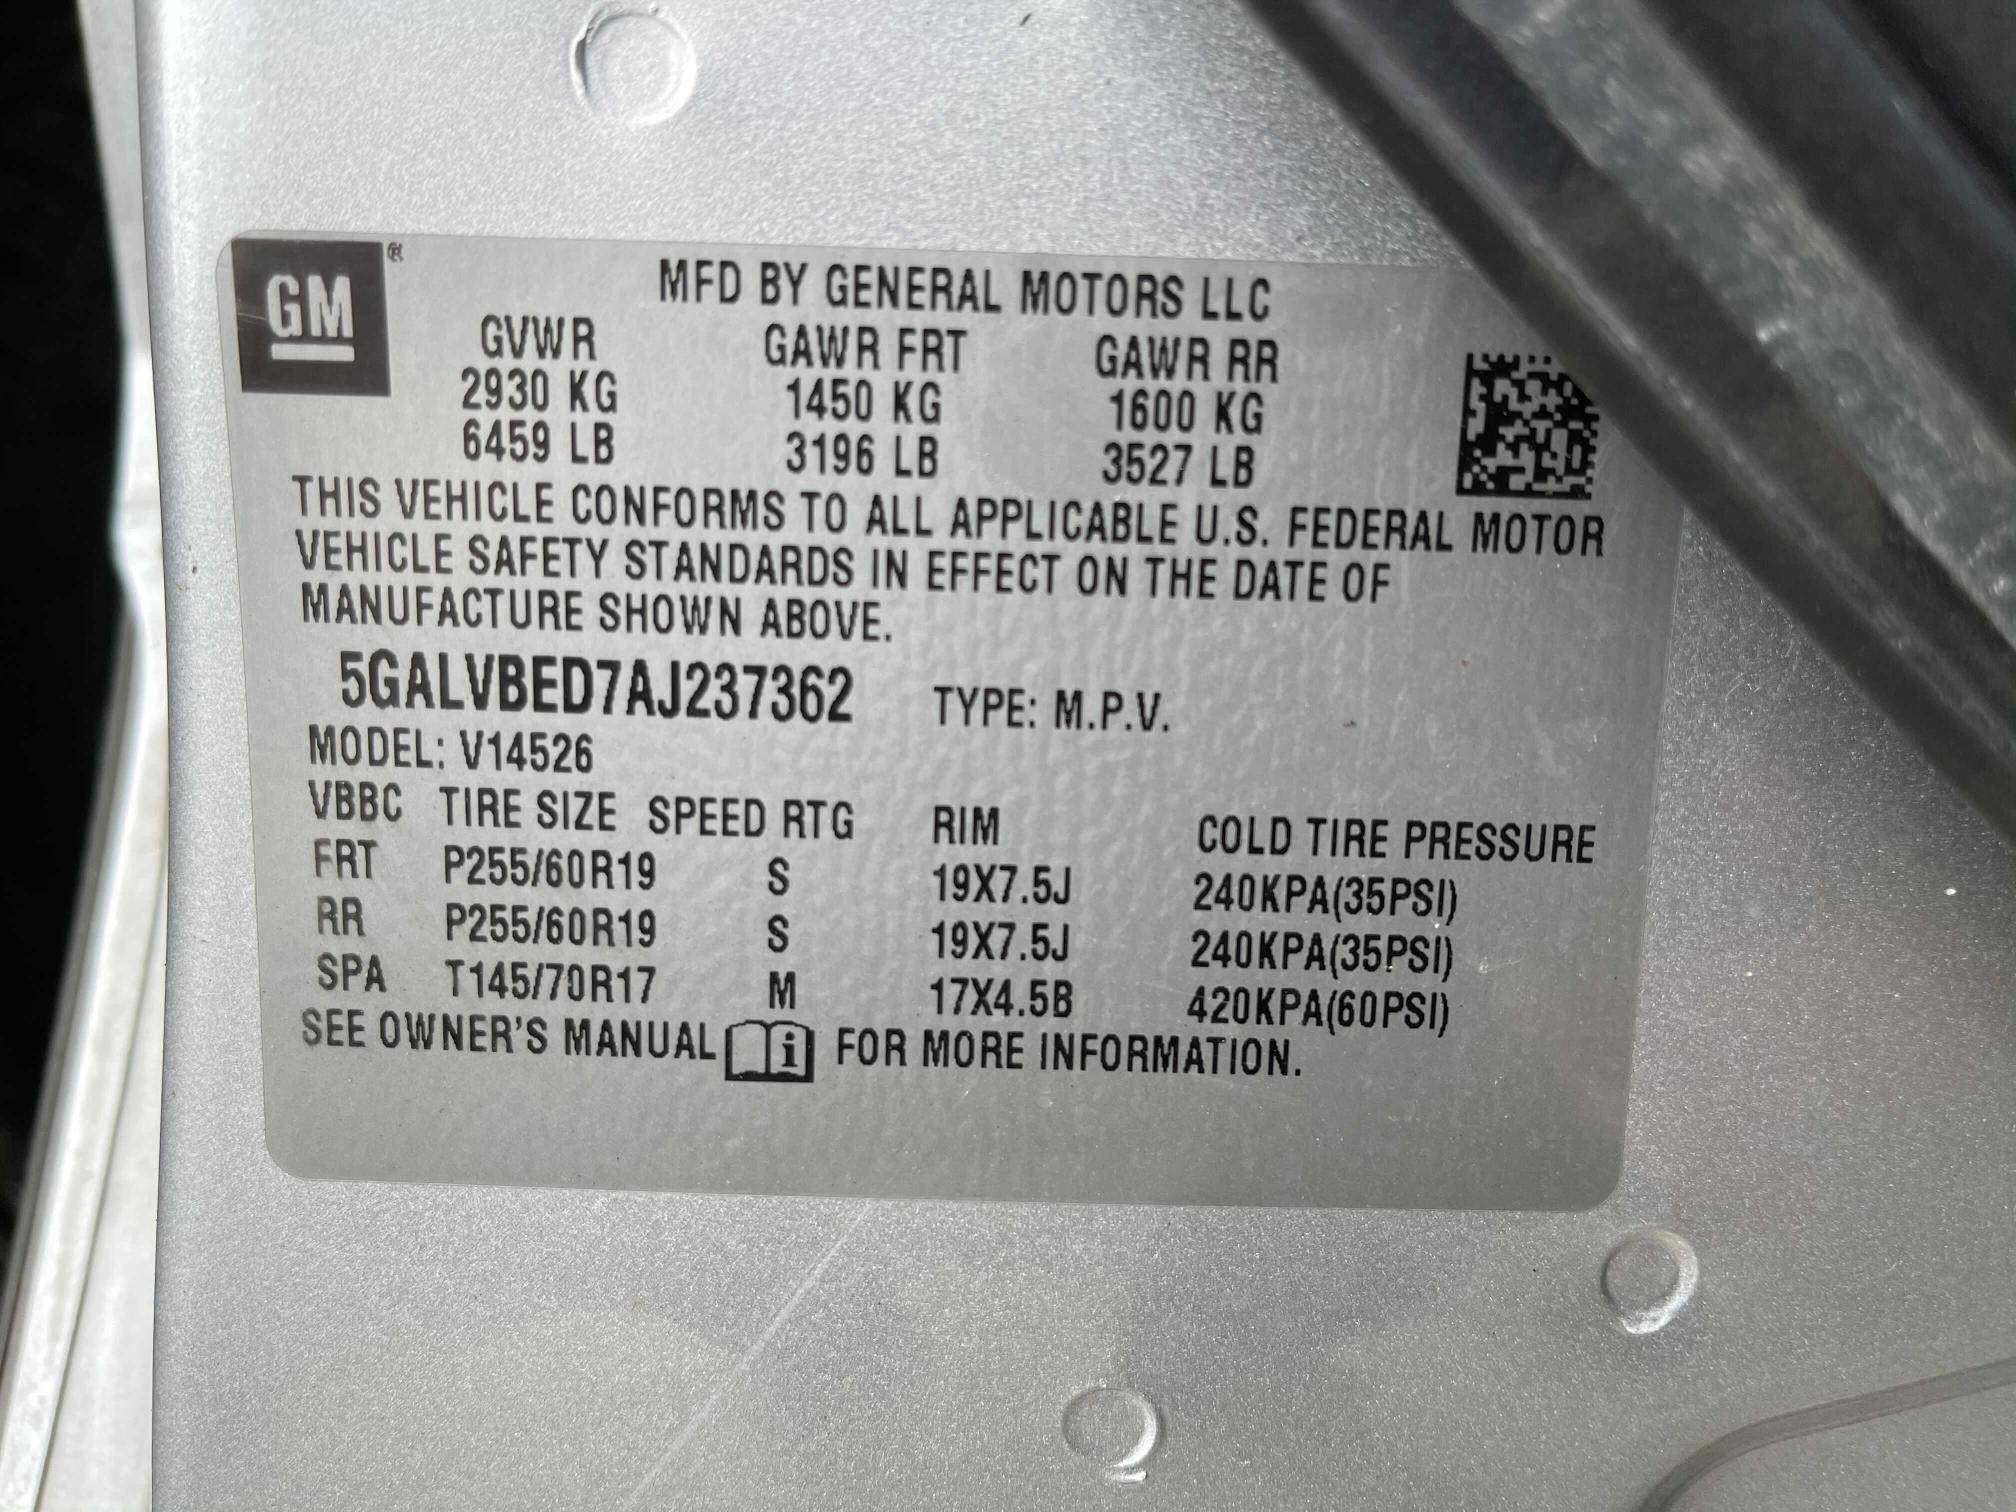 GM ®
MFD BY GENERAL MOTORS LLC
GVWR GAWR FRT GAWR RR
2930 KG 1450 KG 1600 KG
6459 LB 3196 LB 3527 LB
THIS VEHICLE CONFORMS TO ALL APPLICABLE U.S. FEDERAL MOTOR
VEHICLE SAFETY STANDARDS IN EFFECT ON THE DATE OF
MANUFACTURE SHOWN ABOVE.
5GALVBED7AJ237362 TYPE: M.P.V.
MODEL: V14526
VBBC TIRE SIZE SPEED RTG RIM COLD TIRE PRESSURE
FRT P255/60R19 S 19X7.5J 240KPA(35PSI)
RR P255/60R19 S 19X7.5J 240KPA(35PSI)
SPA T145/70R17 M 17X4.5B 420KPA(60PSI)
SEE OWNER'S MANUAL i FOR MORE INFORMATION.